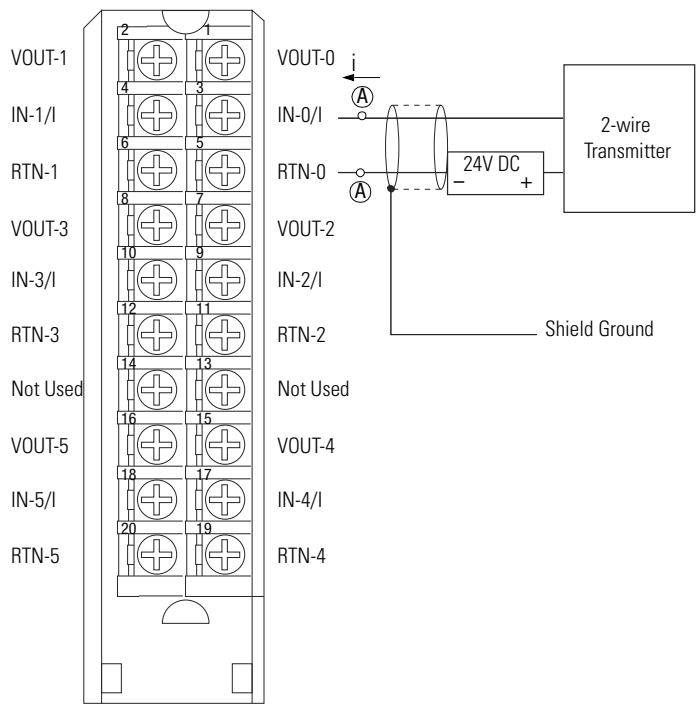 2 1
VOUT-1 VOUT-0 i
4 3 A
IN-1/I IN-0/I 2-wire
Transmitter
6 5
RTN-1 RTN-0 24V DC
– +
A
8 7
VOUT-3 VOUT-2
10 9
IN-3/I IN-2/I
12 11
RTN-3 RTN-2 Shield Ground
14 13
Not Used Not Used
16 15
VOUT-5 VOUT-4
18 17
IN-5/I IN-4/I
20 19
RTN-5 RTN-4